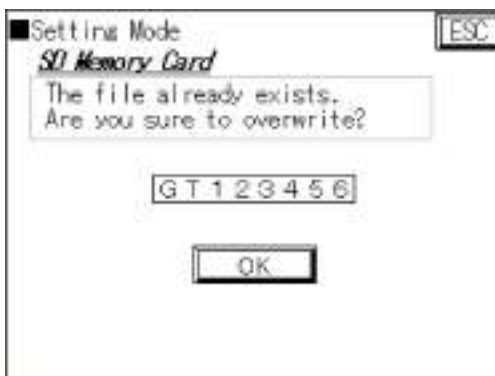 ■Setting Mode
ESC
SD Memory Card
The file already exists.
Are you sure to overwrite?
GT123456
OK